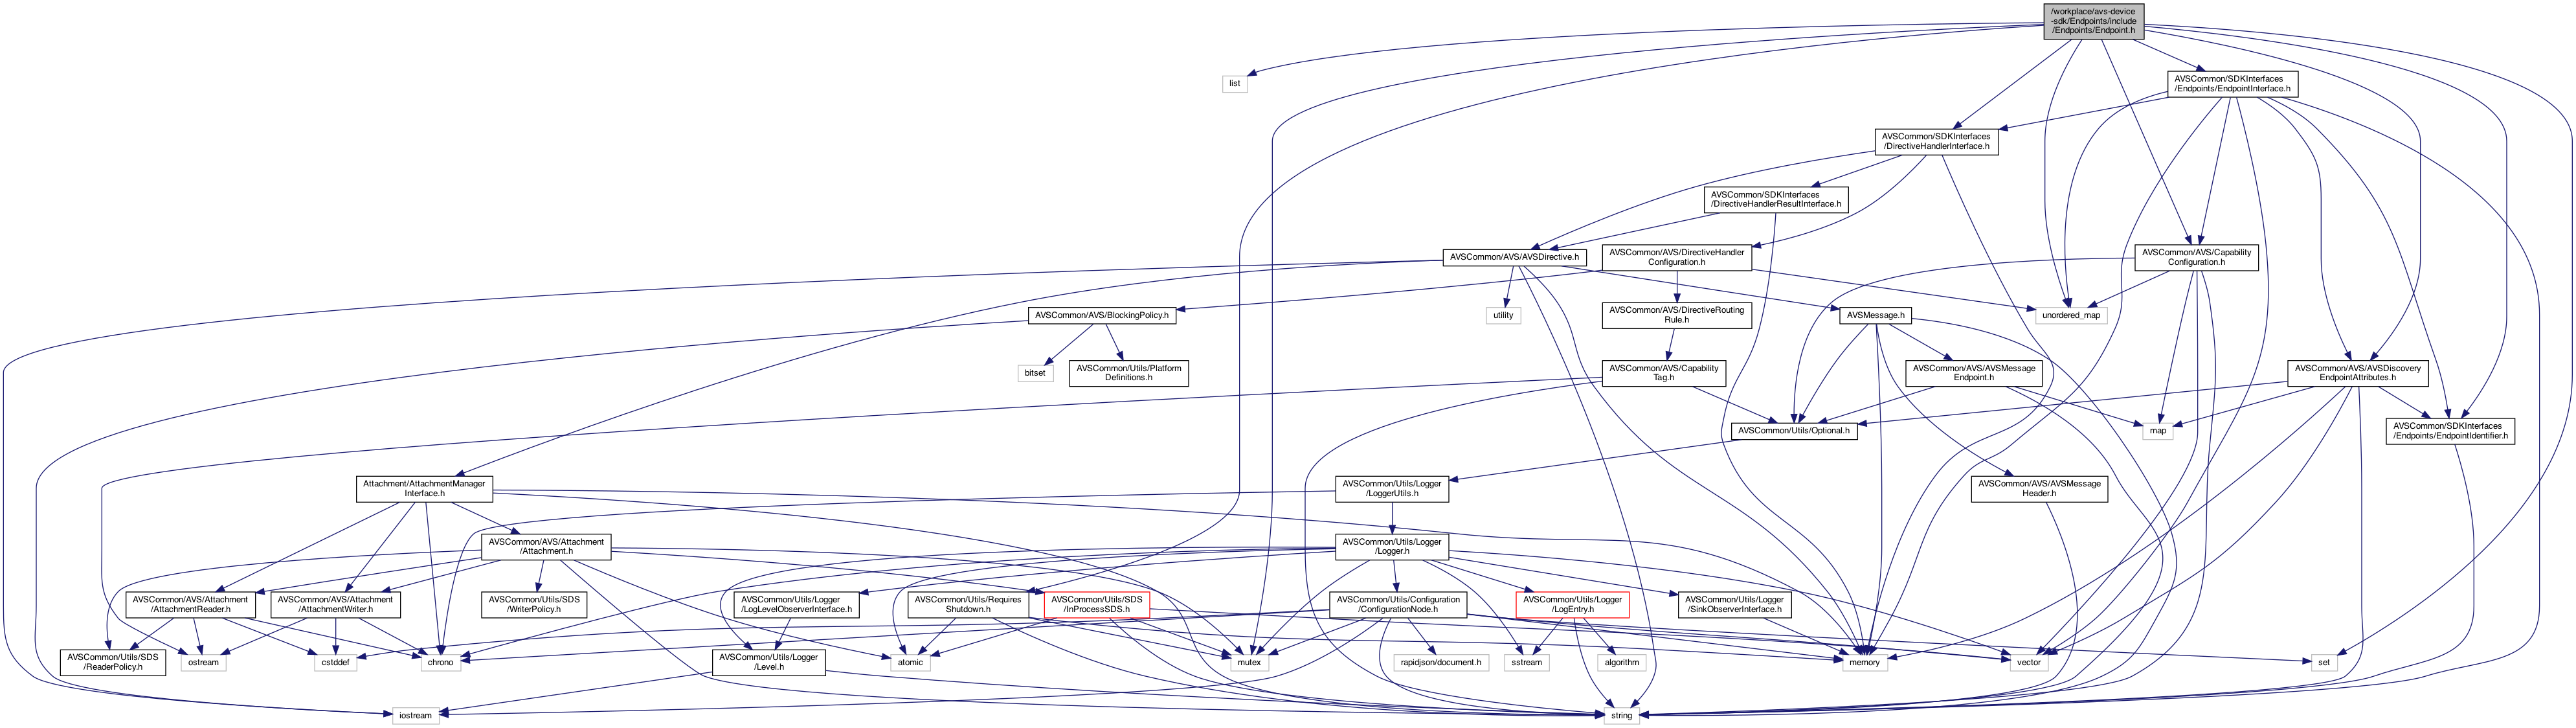 /workplace/avs-device
-sdk/Endpoints/include
/Endpoints/Endpoint.h
list
AVSCommon/SDKInterfaces
/Endpoints/EndpointInterface.h
AVSCommon/SDKInterfaces
/DirectiveHandlerInterface.h
AVSCommon/SDKInterfaces
/DirectiveHandlerResultInterface.h
AVSCommon/AVS/AVSDirective.h
AVSCommon/AVS/DirectiveHandler
Configuration.h
AVSCommon/AVS/Capability
Configuration.h
AVSCommon/AVS/BlockingPolicy.h
utility
AVSCommon/AVS/DirectiveRouting
Rule.h
AVSMessage.h
unordered_map
bitset
AVSCommon/Utils/Platform
Definitions.h
AVSCommon/AVS/Capability
Tag.h
AVSCommon/AVS/AVSMessage
Endpoint.h
AVSCommon/AVS/AVSDiscovery
EndpointAttributes.h
AVSCommon/Utils/Optional.h
map
AVSCommon/SDKInterfaces
/Endpoints/EndpointIdentifier.h
Attachment/AttachmentManager
Interface.h
AVSCommon/Utils/Logger
/LoggerUtils.h
AVSCommon/AVS/AVSMessage
Header.h
AVSCommon/AVS/Attachment
/Attachment.h
AVSCommon/Utils/Logger
/Logger.h
AVSCommon/AVS/Attachment
/AttachmentReader.h
AVSCommon/AVS/Attachment
/AttachmentWriter.h
AVSCommon/Utils/SDS
/WriterPolicy.h
AVSCommon/Utils/Logger
/LogLevelObserverInterface.h
AVSCommon/Utils/Requires
Shutdown.h
AVSCommon/Utils/SDS
/InProcessSDS.h
AVSCommon/Utils/Configuration
/ConfigurationNode.h
AVSCommon/Utils/Logger
/LogEntry.h
AVSCommon/Utils/Logger
/SinkObserverInterface.h
AVSCommon/Utils/SDS
/ReaderPolicy.h
ostream
cstddef
chrono
AVSCommon/Utils/Logger
/Level.h
atomic
mutex
rapidjson/document.h
sstream
algorithm
memory
vector
set
iostream
string